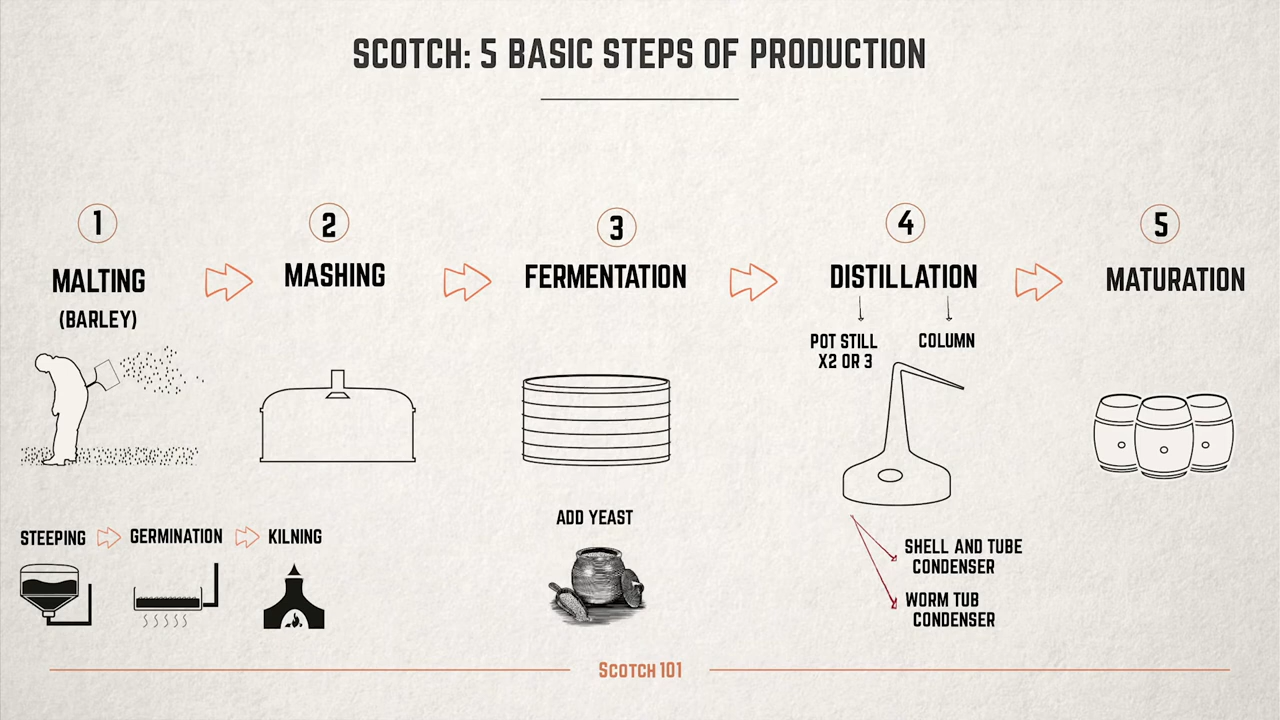 SCOTCH: 5 BASIC STEPS OF PRODUCTION
1
MALTING
(BARLEY)
STEEPING
GERMINATION
KILNING
2
MASHING
3
FERMENTATION
ADD YEAST
4
DISTILLATION
POT STILL
X2 OR 3
COLUMN
SHELL AND TUBE
CONDENSER
WORM TUB
CONDENSER
5
MATURATION
SCOTCH 101